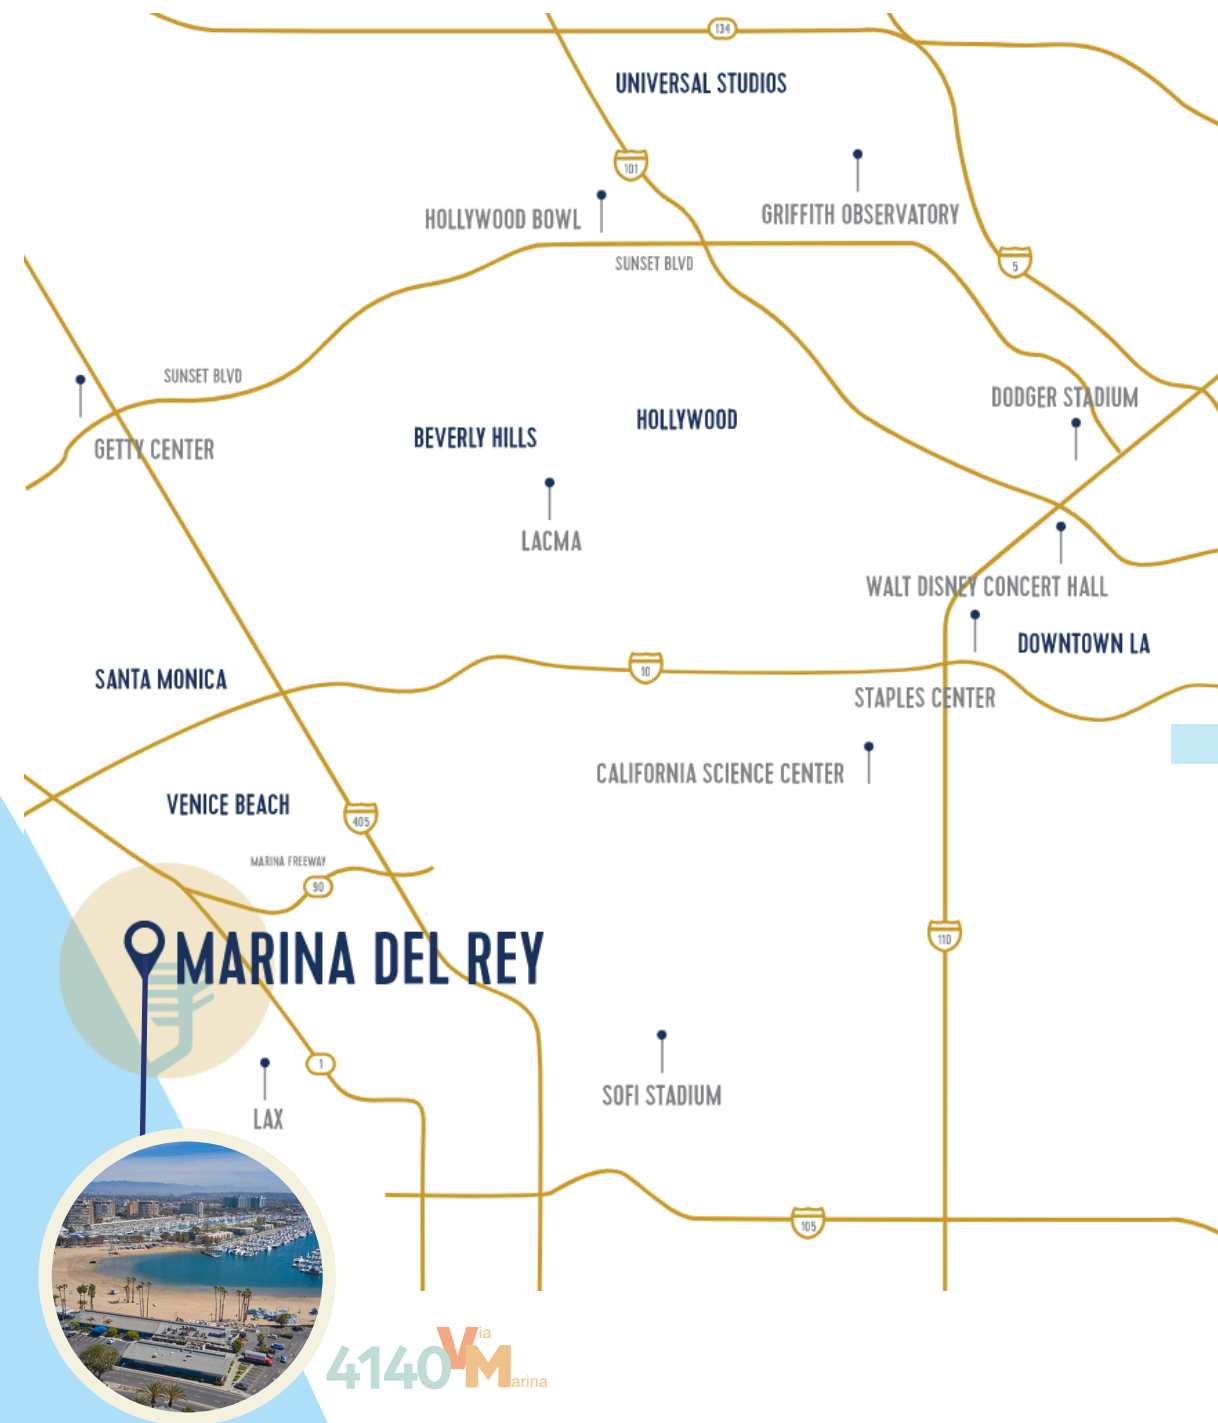 134
UNIVERSAL STUDIOS
101
GRIFFITH OBSERVATORY
HOLLYWOOD BOWL
SUNSET BLVD
5
SUNSET BLVD
DODGER STADIUM
HOLLYWOOD
BEVERLY HILLS
GETTY CENTER
LACMA
WALT DISNEY CONCERT HALL
DOWNTOWN LA
10
SANTA MONICA
STAPLES CENTER
CALIFORNIA SCIENCE CENTER
VENICE BEACH
405
MARINA FREEWAY
90
110
MARINA DEL REY
1
SOFI STADIUM
LAX
105
4140 Via Marina